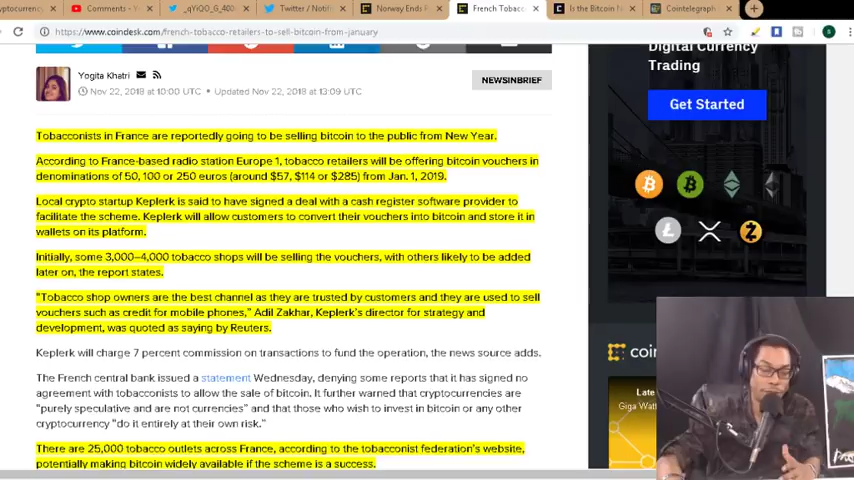 ryptocurrency
Comments - Yo
_qYiQO_G_400
Twitter / Notifi
Norway Ends P
French Tobacc
Is the Bitcoin N
Cointelegraph
https://www.coindesk.com/french-tobacco-retailers-to-sell-bitcoin-from-january
Yogita Khatri
Nov 22, 2018 at 10:00 UTC • Updated Nov 22, 2018 at 13:09 UTC
NEWSINBRIEF
Tobacconists in France are reportedly going to be selling bitcoin to the public from New Year.
According to France-based radio station Europe 1, tobacco retailers will be offering bitcoin vouchers in
denominations of 50, 100 or 250 euros (around $57, $114 or $285) from Jan. 1, 2019.
Local crypto startup Keplerk is said to have signed a deal with a cash register software provider to
facilitate the scheme. Keplerk will allow customers to convert their vouchers into bitcoin and store it in
wallets on its platform.
Initially, some 3,000–4,000 tobacco shops will be selling the vouchers, with others likely to be added
later on, the report states.
"Tobacco shop owners are the best channel as they are trusted by customers and they are used to sell
vouchers such as credit for mobile phones," Adil Zakhar, Keplerk's director for strategy and
development, was quoted as saying by Reuters.
Keplerk will charge 7 percent commission on transactions to fund the operation, the news source adds.
The French central bank issued a statement Wednesday, denying some reports that it has signed no
agreement with tobacconists to allow the sale of bitcoin. It further warned that cryptocurrencies are
"purely speculative and are not currencies" and that those who wish to invest in bitcoin or any other
cryptocurrency "do it entirely at their own risk."
There are 25,000 tobacco outlets across France, according to the tobacconist federation's website,
potentially making bitcoin widely available if the scheme is a success.
Digital Currency
Trading
Get Started
coin
Late
Giga Watt